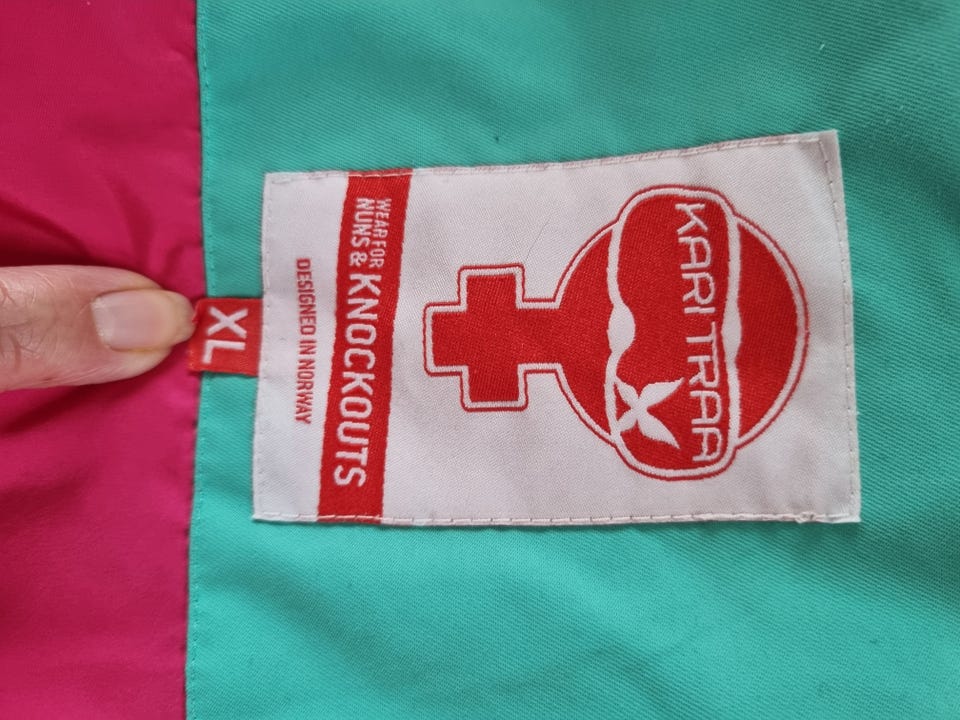 KARI TRAA
WEAR FOR
NUNS & KNOCKOUTS
DESIGNED IN NORWAY
XL